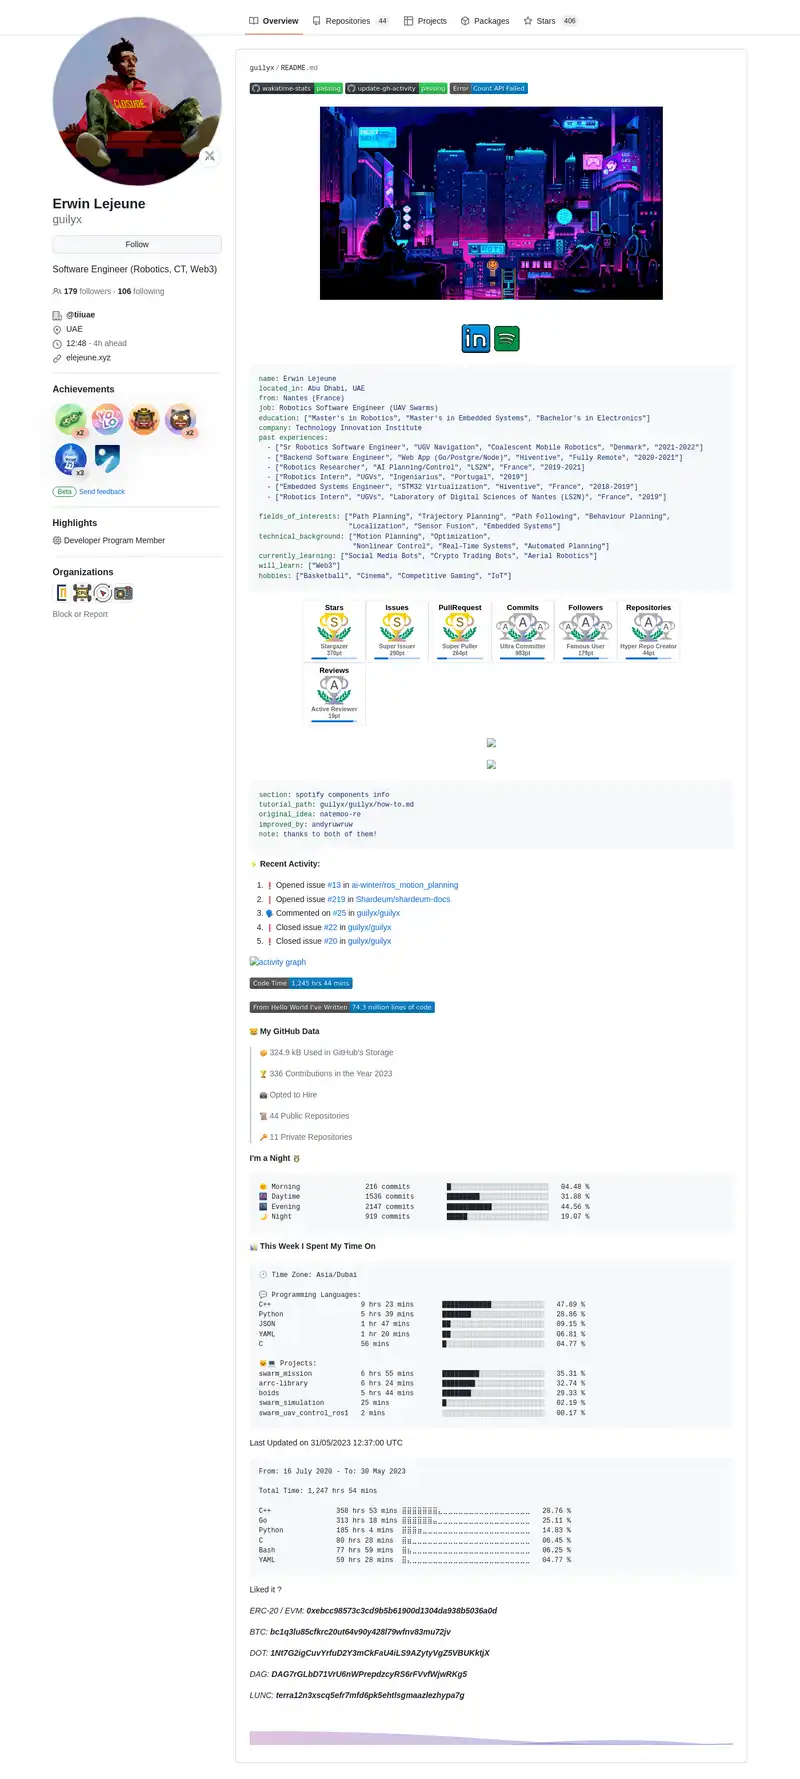 Overview
Repositories 44
Projects
Packages
Stars 406
CLOSURE
Erwin Lejeune
guilyx
Follow
Software Engineer (Robotics, CT, Web3)
179 followers · 106 following
@tiiuae
UAE
12:48 - 4h ahead
elejeune.xyz
Achievements
x2
YOLO
x2
x3
Beta Send feedback
Highlights
Developer Program Member
Organizations
Block or Report
guilyx / README.md
wakatime-stats passing update-gh-activity passing Error Count API Failed
in
name: Erwin Lejeune
located_in: Abu Dhabi, UAE
from: Nantes (France)
job: Robotics Software Engineer (UAV Swarms)
education: ["Master's in Robotics", "Master's in Embedded Systems", "Bachelor's in Electronics"]
company: Technology Innovation Institute
past experiences:
- ["Sr Robotics Software Engineer", "UGV Navigation", "Coalescent Mobile Robotics", "Denmark", "2021-2022"]
- ["Backend Software Engineer", "Web App (Go/Postgre/Node)", "Hiventive", "Fully Remote", "2020-2021"]
- ["Robotics Researcher", "AI Planning/Control", "LS2N", "France", "2019-2021]
- ["Robotics Intern", "UGVs", "Ingeniarius", "Portugal", "2019"]
- ["Embedded Systems Engineer", "STM32 Virtualization", "Hiventive", "France", "2018-2019"]
- ["Robotics Intern", "UGVs", "Laboratory of Digital Sciences of Nantes (LS2N)", "France", "2019"]
fields_of_interests: ["Path Planning", "Trajectory Planning", "Path Following", "Behaviour Planning",
"Localization", "Sensor Fusion", "Embedded Systems"]
technical_background: ["Motion Planning", "Optimization",
"Nonlinear Control", "Real-Time Systems", "Automated Planning"]
currently_learning: ["Social Media Bots", "Crypto Trading Bots", "Aerial Robotics"]
will_learn: ["Web3"]
hobbies: ["Basketball", "Cinema", "Competitive Gaming", "IoT"]
Stars Issues PullRequest Commits Followers Repositories
S S S A A A A A A A A A
Stargazer Super Issuer Super Puller Ultra Committer Famous User Hyper Repo Creator
370pt 290pt 264pt 983pt 179pt 44pt
Reviews
A
Active Reviewer
19pt
section: spotify components info
tutorial_path: guilyx/guilyx/how-to.md
original_idea: natemoo-re
improved_by: andyruwruw
note: thanks to both of them!
⚡ Recent Activity:
1. ❗ Opened issue #13 in ai-winter/ros_motion_planning
2. ❗ Opened issue #219 in Shardeum/shardeum-docs
3. 🗣 Commented on #25 in guilyx/guilyx
4. ❗ Closed issue #22 in guilyx/guilyx
5. ❗ Closed issue #20 in guilyx/guilyx
activity graph
Code Time 1,245 hrs 44 mins
From Hello World I've Written 74.3 million lines of code
🐱 My GitHub Data
📦 324.9 kB Used in GitHub's Storage
🏆 336 Contributions in the Year 2023
💼 Opted to Hire
📜 44 Public Repositories
🔑 11 Private Repositories
I'm a Night 🦉
🌞 Morning 216 commits 04.48 %
🌆 Daytime 1536 commits 31.88 %
🌃 Evening 2147 commits 44.56 %
🌙 Night 919 commits 19.07 %
📊 This Week I Spent My Time On
🕑︎ Time Zone: Asia/Dubai
💬 Programming Languages:
C++ 9 hrs 23 mins 47.89 %
Python 5 hrs 39 mins 28.86 %
JSON 1 hr 47 mins 09.15 %
YAML 1 hr 20 mins 06.81 %
C 56 mins 04.77 %
🐱‍💻 Projects:
swarm_mission 6 hrs 55 mins 35.31 %
arrc-library 6 hrs 24 mins 32.74 %
boids 5 hrs 44 mins 29.33 %
swarm_simulation 25 mins 02.19 %
swarm_uav_control_ros1 2 mins 00.17 %
Last Updated on 31/05/2023 12:37:00 UTC
From: 16 July 2020 - To: 30 May 2023
Total Time: 1,247 hrs 54 mins
C++ 358 hrs 53 mins 28.76 %
Go 313 hrs 18 mins 25.11 %
Python 185 hrs 4 mins 14.83 %
C 80 hrs 28 mins 06.45 %
Bash 77 hrs 59 mins 06.25 %
YAML 59 hrs 28 mins 04.77 %
Liked it ?
ERC-20 / EVM: 0xebcc98573c3cd9b5b61900d1304da938b5036a0d
BTC: bc1q3lu85cfkrc20ut64v90y428l79wfnv83mu72jv
DOT: 1Nt7G2igCuvYrfuD2Y3mCkFaU4iLS9AZytyVgZ5VBUKktjX
DAG: DAG7rGLbD71VrU6nWPrepdzcyRS6rFVvfWjwRKg5
LUNC: terra12n3xscq5efr7mfd6pk5ehtlsgmaazlezhypa7g